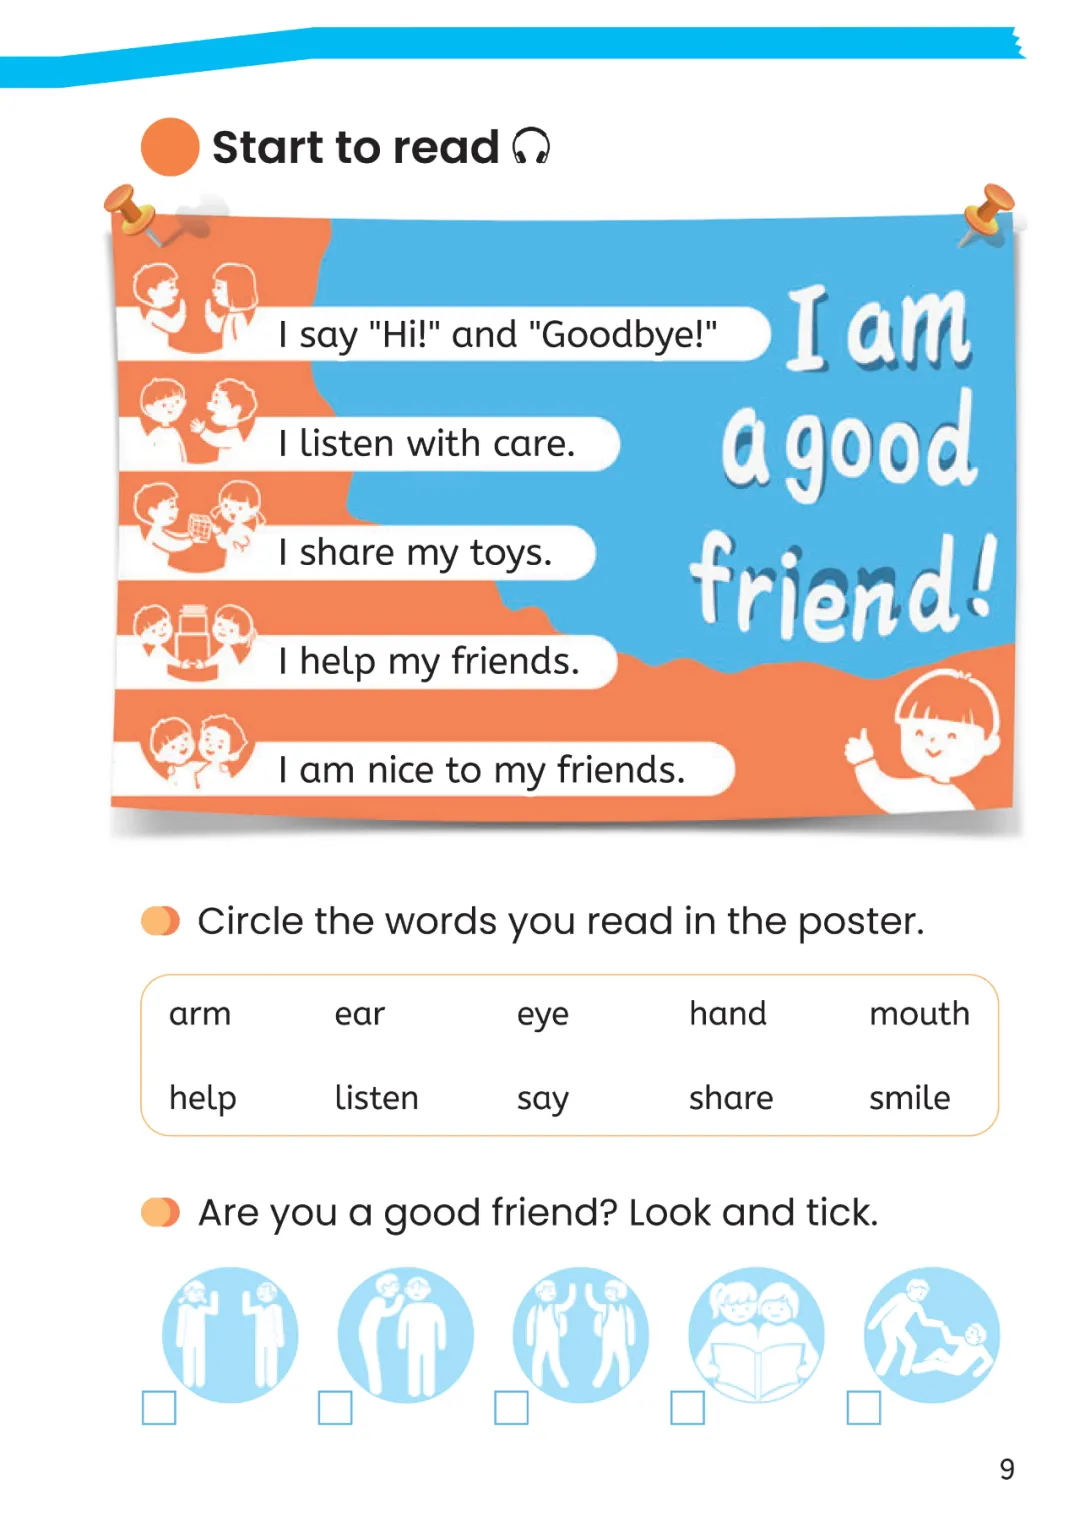 Start to read
I say "Hi!" and "Goodbye!"
I listen with care.
I share my toys.
I help my friends.
I am nice to my friends.
I am
a good
friend!
Circle the words you read in the poster.
arm ear eye hand mouth
help listen say share smile
Are you a good friend? Look and tick.
9